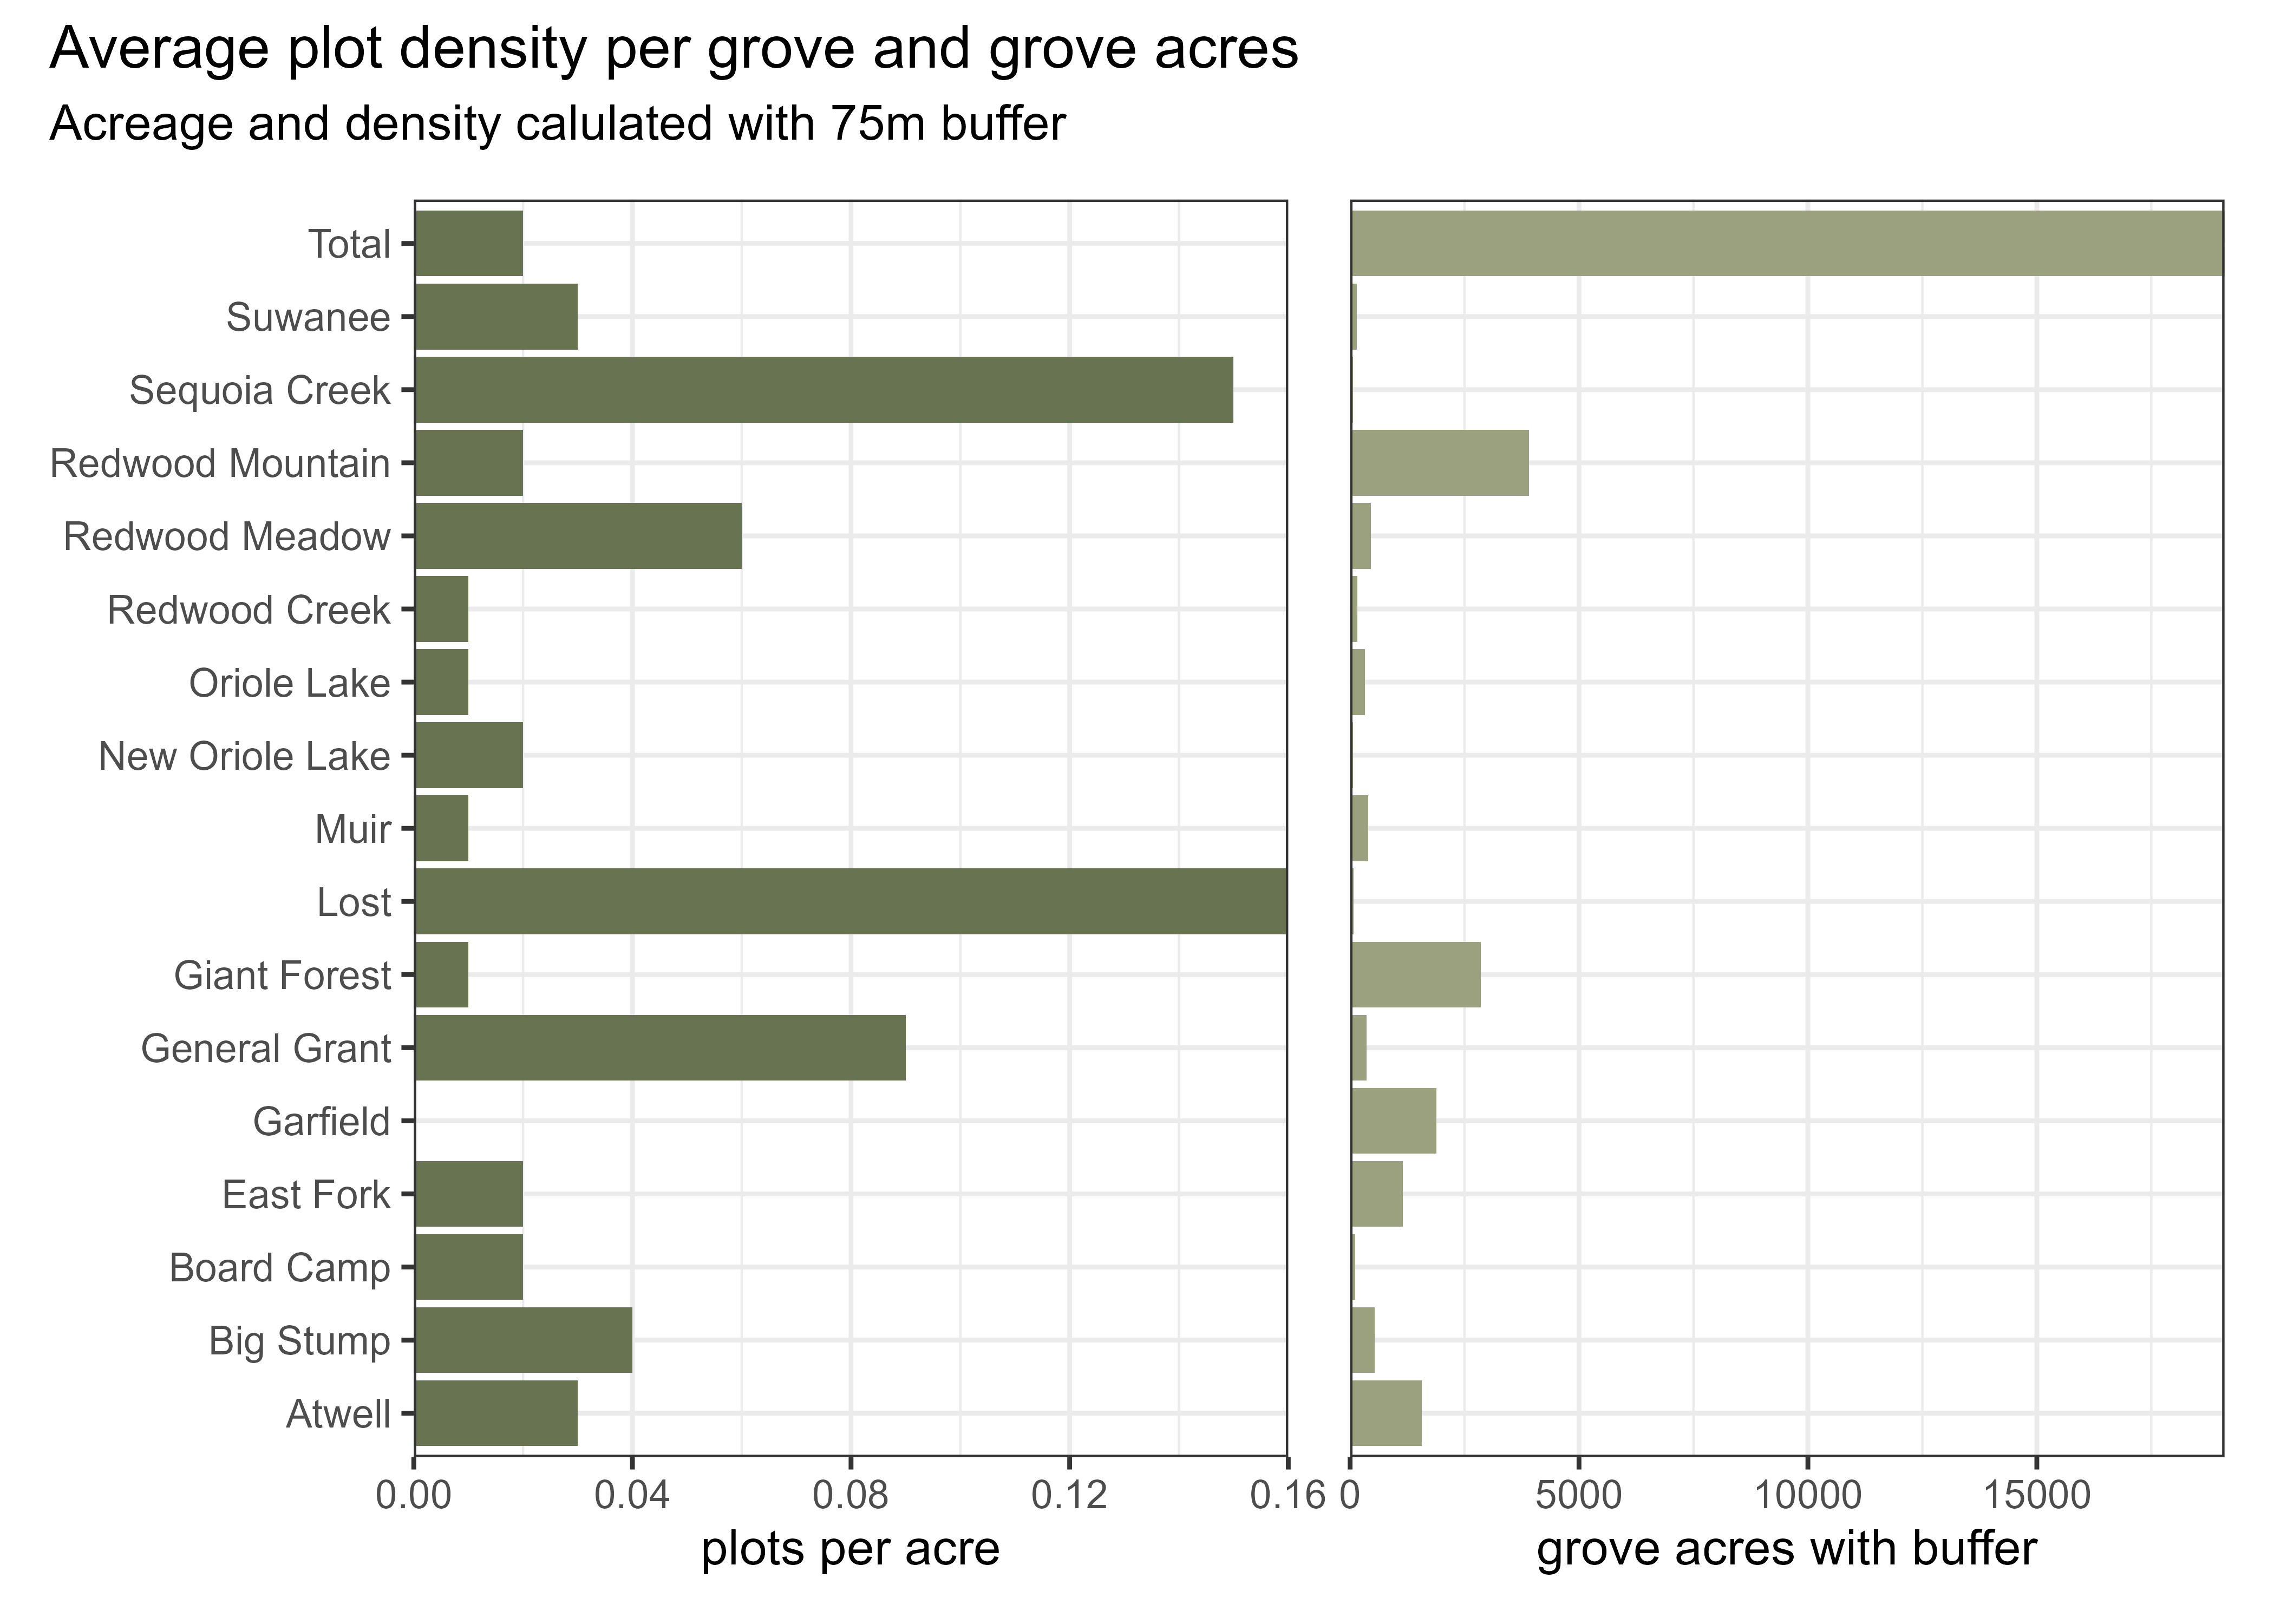 Average plot density per grove and grove acres
Acreage and density calulated with 75m buffer
Total
Suwanee
Sequoia Creek
Redwood Mountain
Redwood Meadow
Redwood Creek
Oriole Lake
New Oriole Lake
Muir
Lost
Giant Forest
General Grant
Garfield
East Fork
Board Camp
Big Stump
Atwell
0.00 0.04 0.08 0.12 0.16 0 5000 10000 15000
plots per acre grove acres with buffer